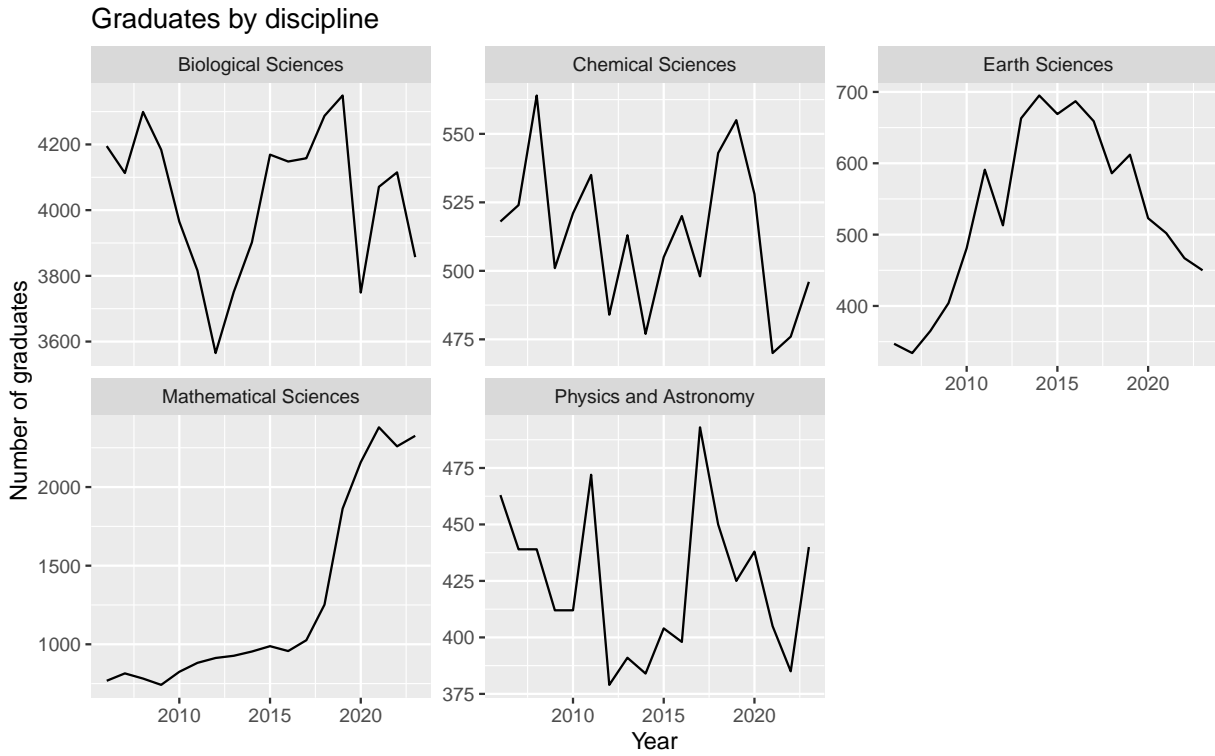 Graduates by discipline
Biological Sciences
Chemical Sciences
Earth Sciences
4200
4000
3800
3600
550
525
500
475
700
600
500
400
2010 2015 2020
Mathematical Sciences
Physics and Astronomy
2000
1500
1000
475
450
425
400
375
2010 2015 2020
2010 2015 2020
Number of graduates
Year